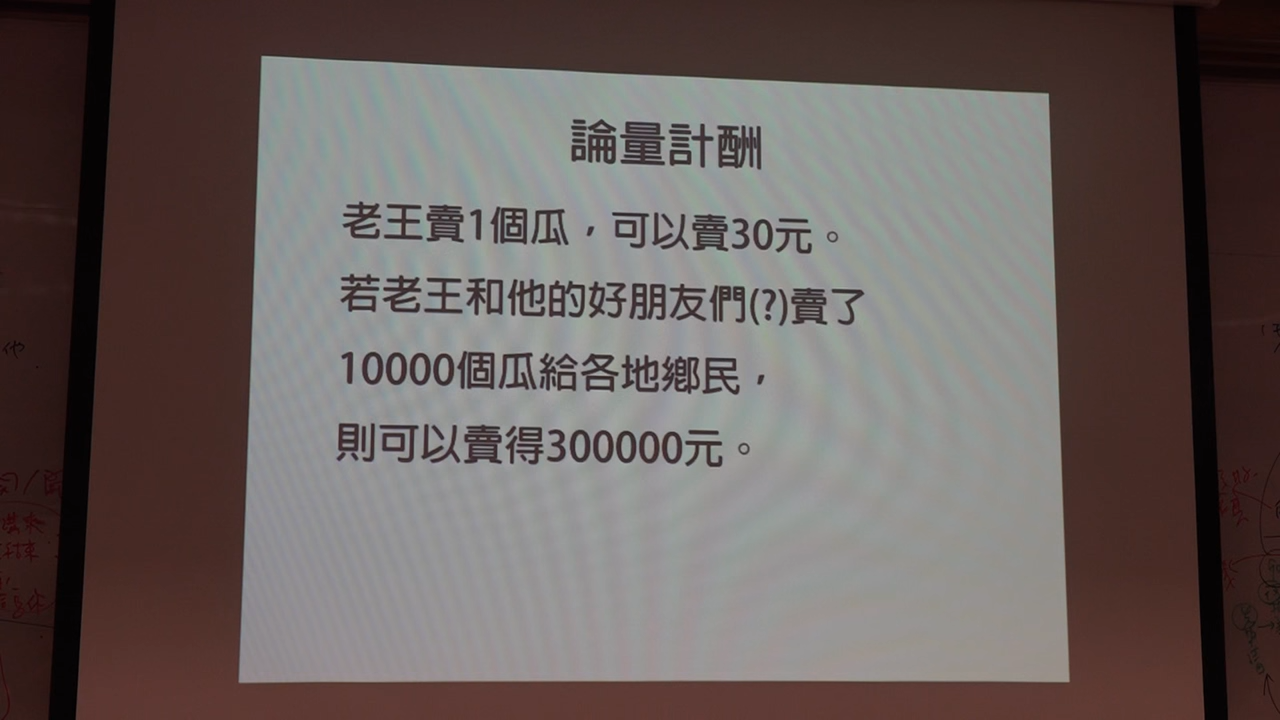 論量計酬
老王賣1個瓜，可以賣30元。
若老王和他的好朋友們(?)賣了
10000個瓜給各地鄉民，
則可以賣得300000元。
他